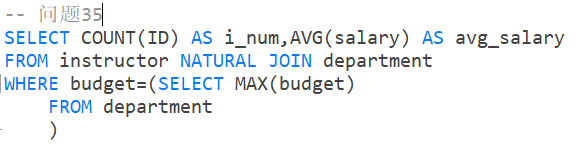 -- 问题35
SELECT COUNT(ID) AS i_num,AVG(salary) AS avg_salary
FROM instructor NATURAL JOIN department
WHERE budget=(SELECT MAX(budget)
    FROM department
    )